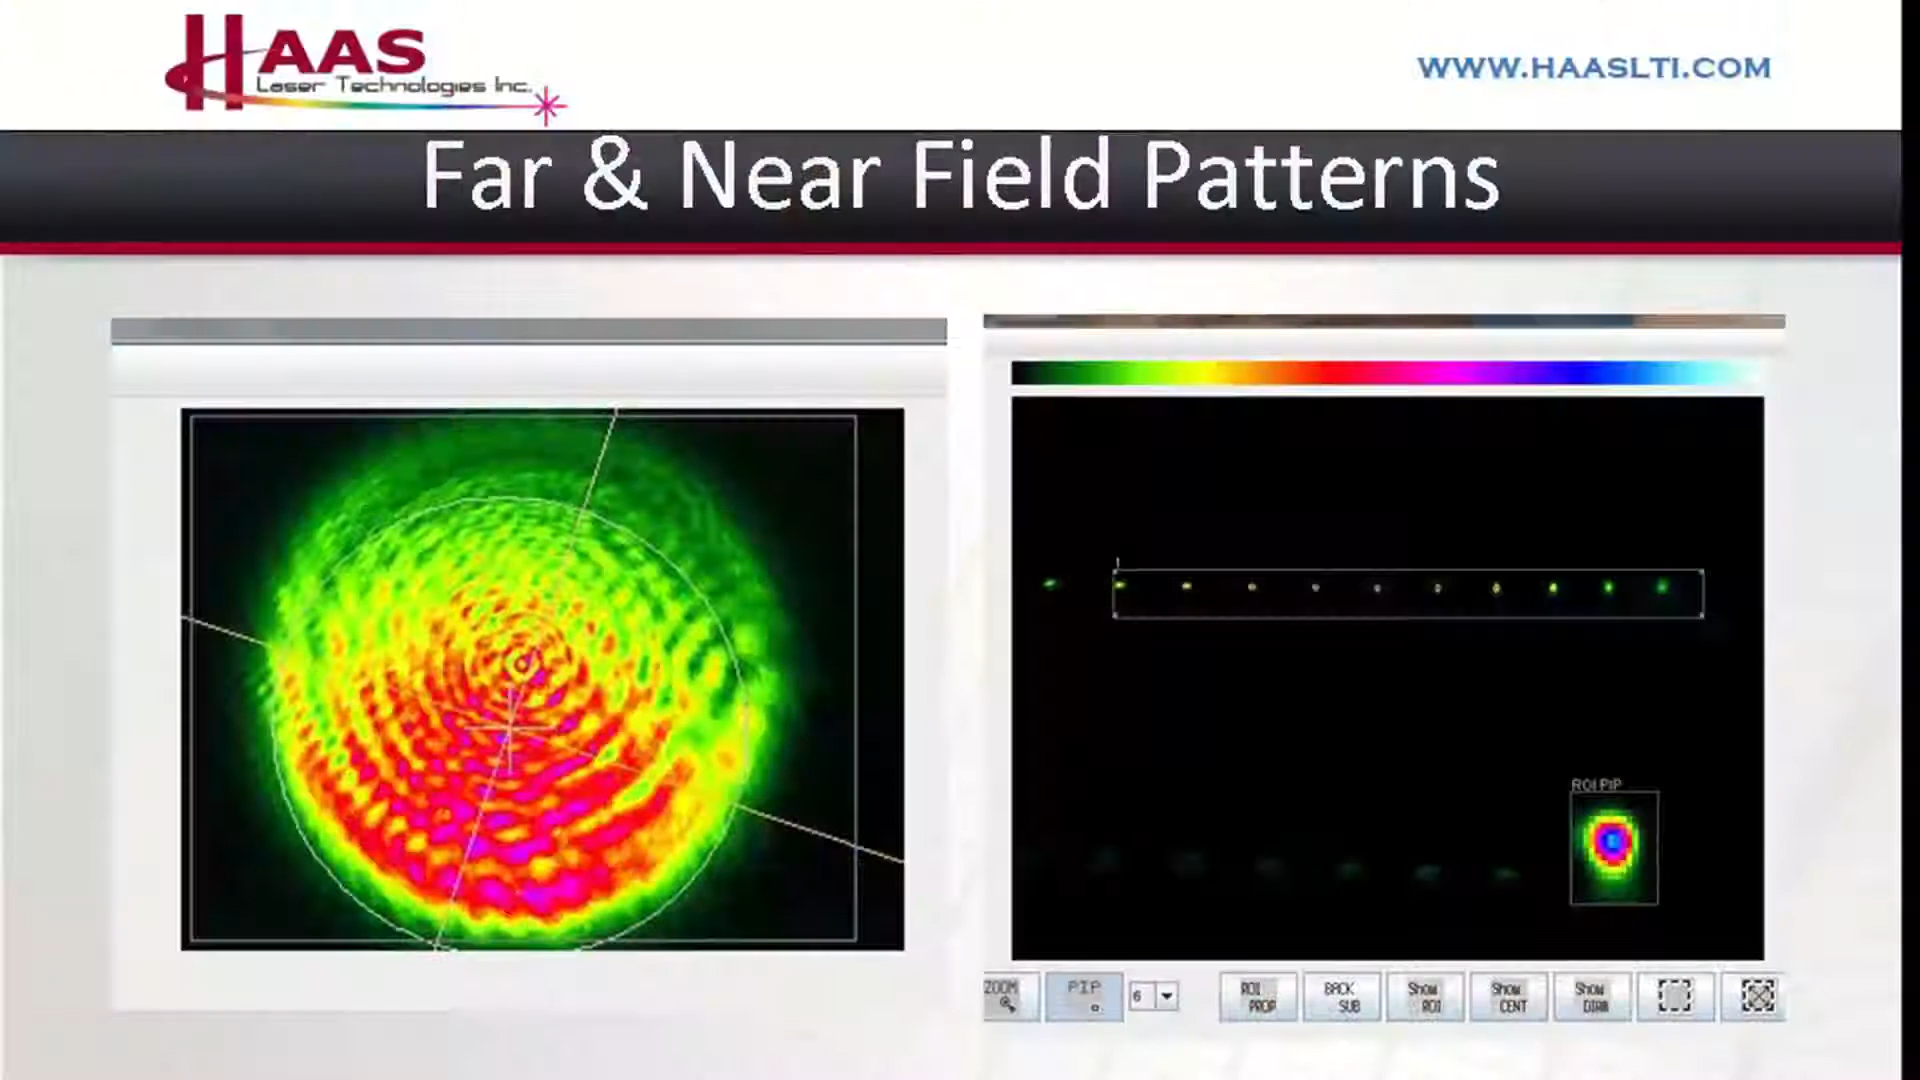 HAAS
Laser Technologies Inc.
WWW.HAASLTI.COM
Far & Near Field Patterns
ROI PIP
ZOOM
PIP
6
ROI
PROP
BACK
SUB
Show
ROI
Show
CENT
Show
DIAM